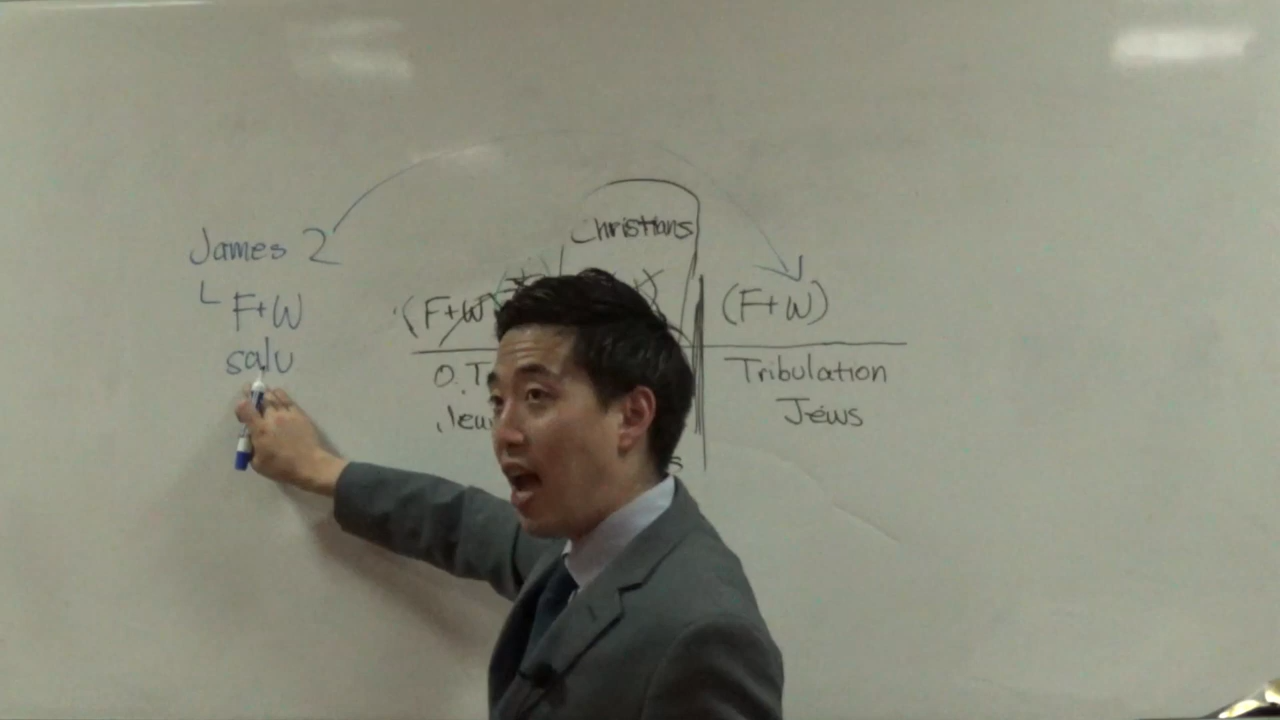 Christians
James 2
L F+W
salv
(F+W
(F+W)
O.T
Tribulation
Jews